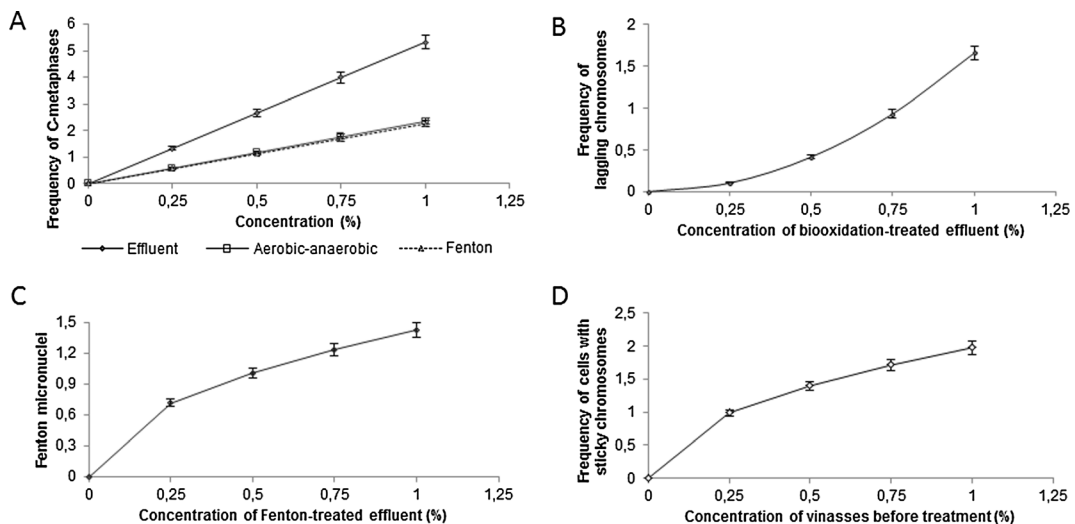 A
Frequency of C-metaphases
6
5
4
3
2
1
0
0 0,25 0,5 0,75 1 1,25
Concentration (%)
Effluent Aerobic-anaerobic Fenton
B
Frequency of
lagging chromosomes
2
1,5
1
0,5
0
0 0,25 0,5 0,75 1 1,25
Concentration of biooxidation-treated effluent (%)
C
Fenton micronuclei
1,5
1,2
0,9
0,6
0,3
0
0 0,25 0,5 0,75 1 1,25
Concentration of Fenton-treated effluent (%)
D
Frequency of cells with
sticky chromosomes
2,5
2
1,5
1
0,5
0
0 0,25 0,5 0,75 1 1,25
Concentration of vinasses before treatment (%)